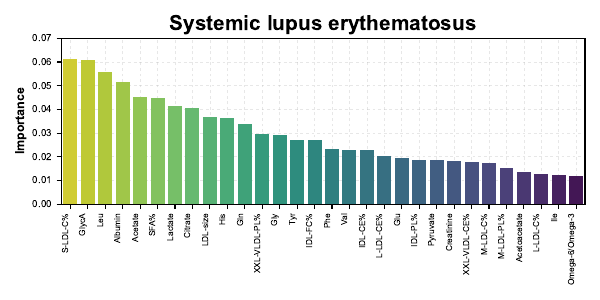 Systemic lupus erythematosus
Importance
0.07
0.06
0.05
0.04
0.03
0.02
0.01
0.00
S-LDL-C%
GlycA
Leu
Albumin
Acetate
SFA%
Lactate
Citrate
LDL-size
His
Gln
XXL-VLDL-PL%
Gly
Tyr
IDL-FC%
Phe
Val
IDL-CE%
L-LDL-CE%
Glu
IDL-PL%
Pyruvate
Creatinine
XXL-VLDL-CE%
M-LDL-C%
M-LDL-PL%
Acetoacetate
L-LDL-C%
Ile
Omega-6/Omega-3